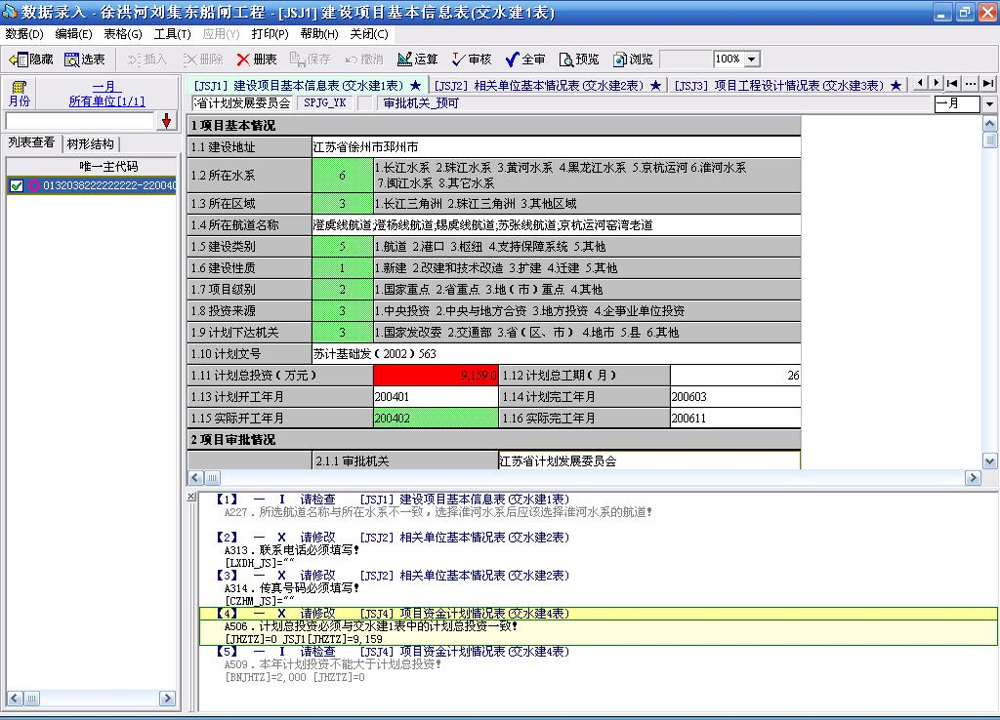 数据录入 - 徐洪河刘集东船闸工程 - [JSJ1] 建设项目基本信息表(交水建1表)
数据(D) 编辑(E) 表格(G) 工具(T) 应用(Y) 打印(P) 帮助(H) 关闭(C)
隐藏 选表 插入 删除 删表 保存 撤消 运算 审核 全审 预览 浏览 100%
月份 一月 所有单位[1/1]
[JSJ1] 建设项目基本信息表(交水建1表) ★ [JSJ2] 相关单位基本情况表(交水建2表) ★ [JSJ3] 项目工程设计情况表(交水建3表) ★
省计划发展委员会 SPJG_YK 审批机关_预可 一月
列表查看 树形结构
唯一主代码
0132038222222222-220040
1 项目基本情况
1.1 建设地址 江苏省徐州市邳州市
1.2 所在水系 6 1.长江水系 2.珠江水系 3.黄河水系 4.黑龙江水系 5.京杭运河 6.淮河水系
7.闽江水系 8.其它水系
1.3 所在区域 3 1.长江三角洲 2.珠江三角洲 3.其他区域
1.4 所在航道名称 澄虞线航道;澄杨线航道;锡虞线航道;苏张线航道;京杭运河窑湾老道
1.5 建设类别 5 1.航道 2.港口 3.枢纽 4.支持保障系统 5.其他
1.6 建设性质 1 1.新建 2.改建和技术改造 3.扩建 4.迁建 5.其他
1.7 项目级别 2 1.国家重点 2.省重点 3.地(市)重点 4.其他
1.8 投资来源 3 1.中央投资 2.中央与地方合资 3.地方投资 4.企事业单位投资
1.9 计划下达机关 3 1.国家发改委 2.交通部 3.省(区、市) 4.地市 5.县 6.其他
1.10 计划文号 苏计基础发(2002)563
1.11 计划总投资(万元) 9,159.0 1.12 计划总工期(月) 26
1.13 计划开工年月 200401 1.14 计划完工年月 200603
1.15 实际开工年月 200402 1.16 实际完工年月 200611
2 项目审批情况
2.1.1 审批机关 江苏省计划发展委员会
【1】 — I 请检查 [JSJ1] 建设项目基本信息表(交水建1表)
A227.所选航道名称与所在水系不一致,选择淮河水系后应该选择淮河水系的航道!
【2】 — X 请修改 [JSJ2] 相关单位基本情况表(交水建2表)
A313.联系电话必须填写!
[LXDH_JS]=""
【3】 — X 请修改 [JSJ2] 相关单位基本情况表(交水建2表)
A314.传真号码必须填写!
[CZHM_JS]=""
【4】 — X 请修改 [JSJ4] 项目资金计划情况表(交水建4表)
A506.计划总投资必须与交水建1表中的计划总投资一致!
[JHZTZ]=0 JSJ1[JHZTZ]=9,159
【5】 — I 请检查 [JSJ4] 项目资金计划情况表(交水建4表)
A509.本年计划投资不能大于计划总投资!
[BNJHTZ]=2,000 [JHZTZ]=0